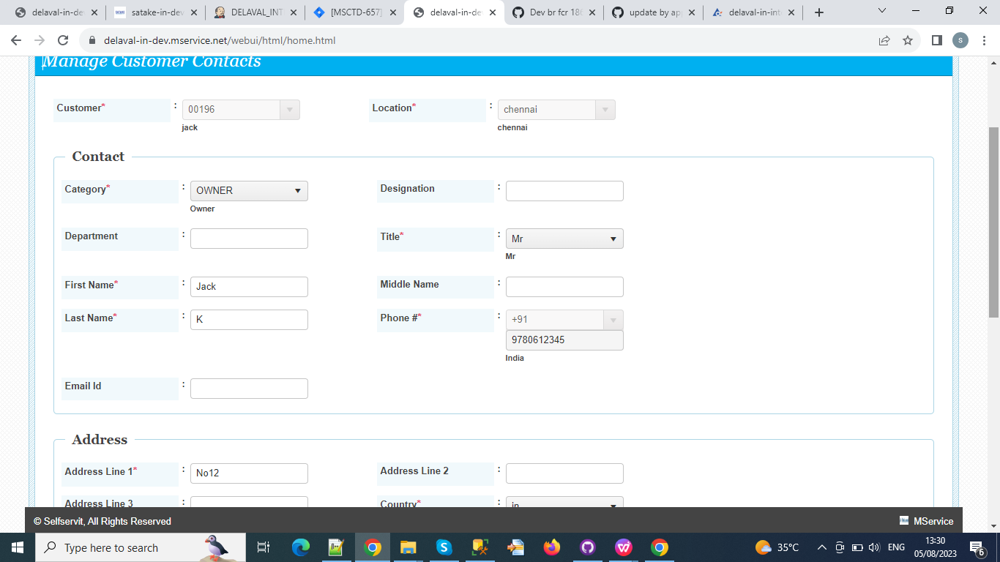 delaval-in-de
satake-in-dev
DELAVAL_INT
[MSCTD-657]
delaval-in-de
Dev br fcr 180
update by ap
delaval-in-int
delaval-in-dev.mservice.net/webui/html/home.html
S
Manage Customer Contacts
Customer* : 00196
jack
Location* : chennai
chennai
Contact
Category* : OWNER
Owner
Designation :
Department :
Title* : Mr
Mr
First Name* : Jack
Middle Name :
Last Name* : K
Phone #* : +91
9780612345
India
Email Id :
Address
Address Line 1* : No12
Address Line 2 :
Address Line 3 :
Country* : in
© Selfservit, All Rights Reserved
MService
Type here to search
35°C
ENG
13:30
05/08/2023
6